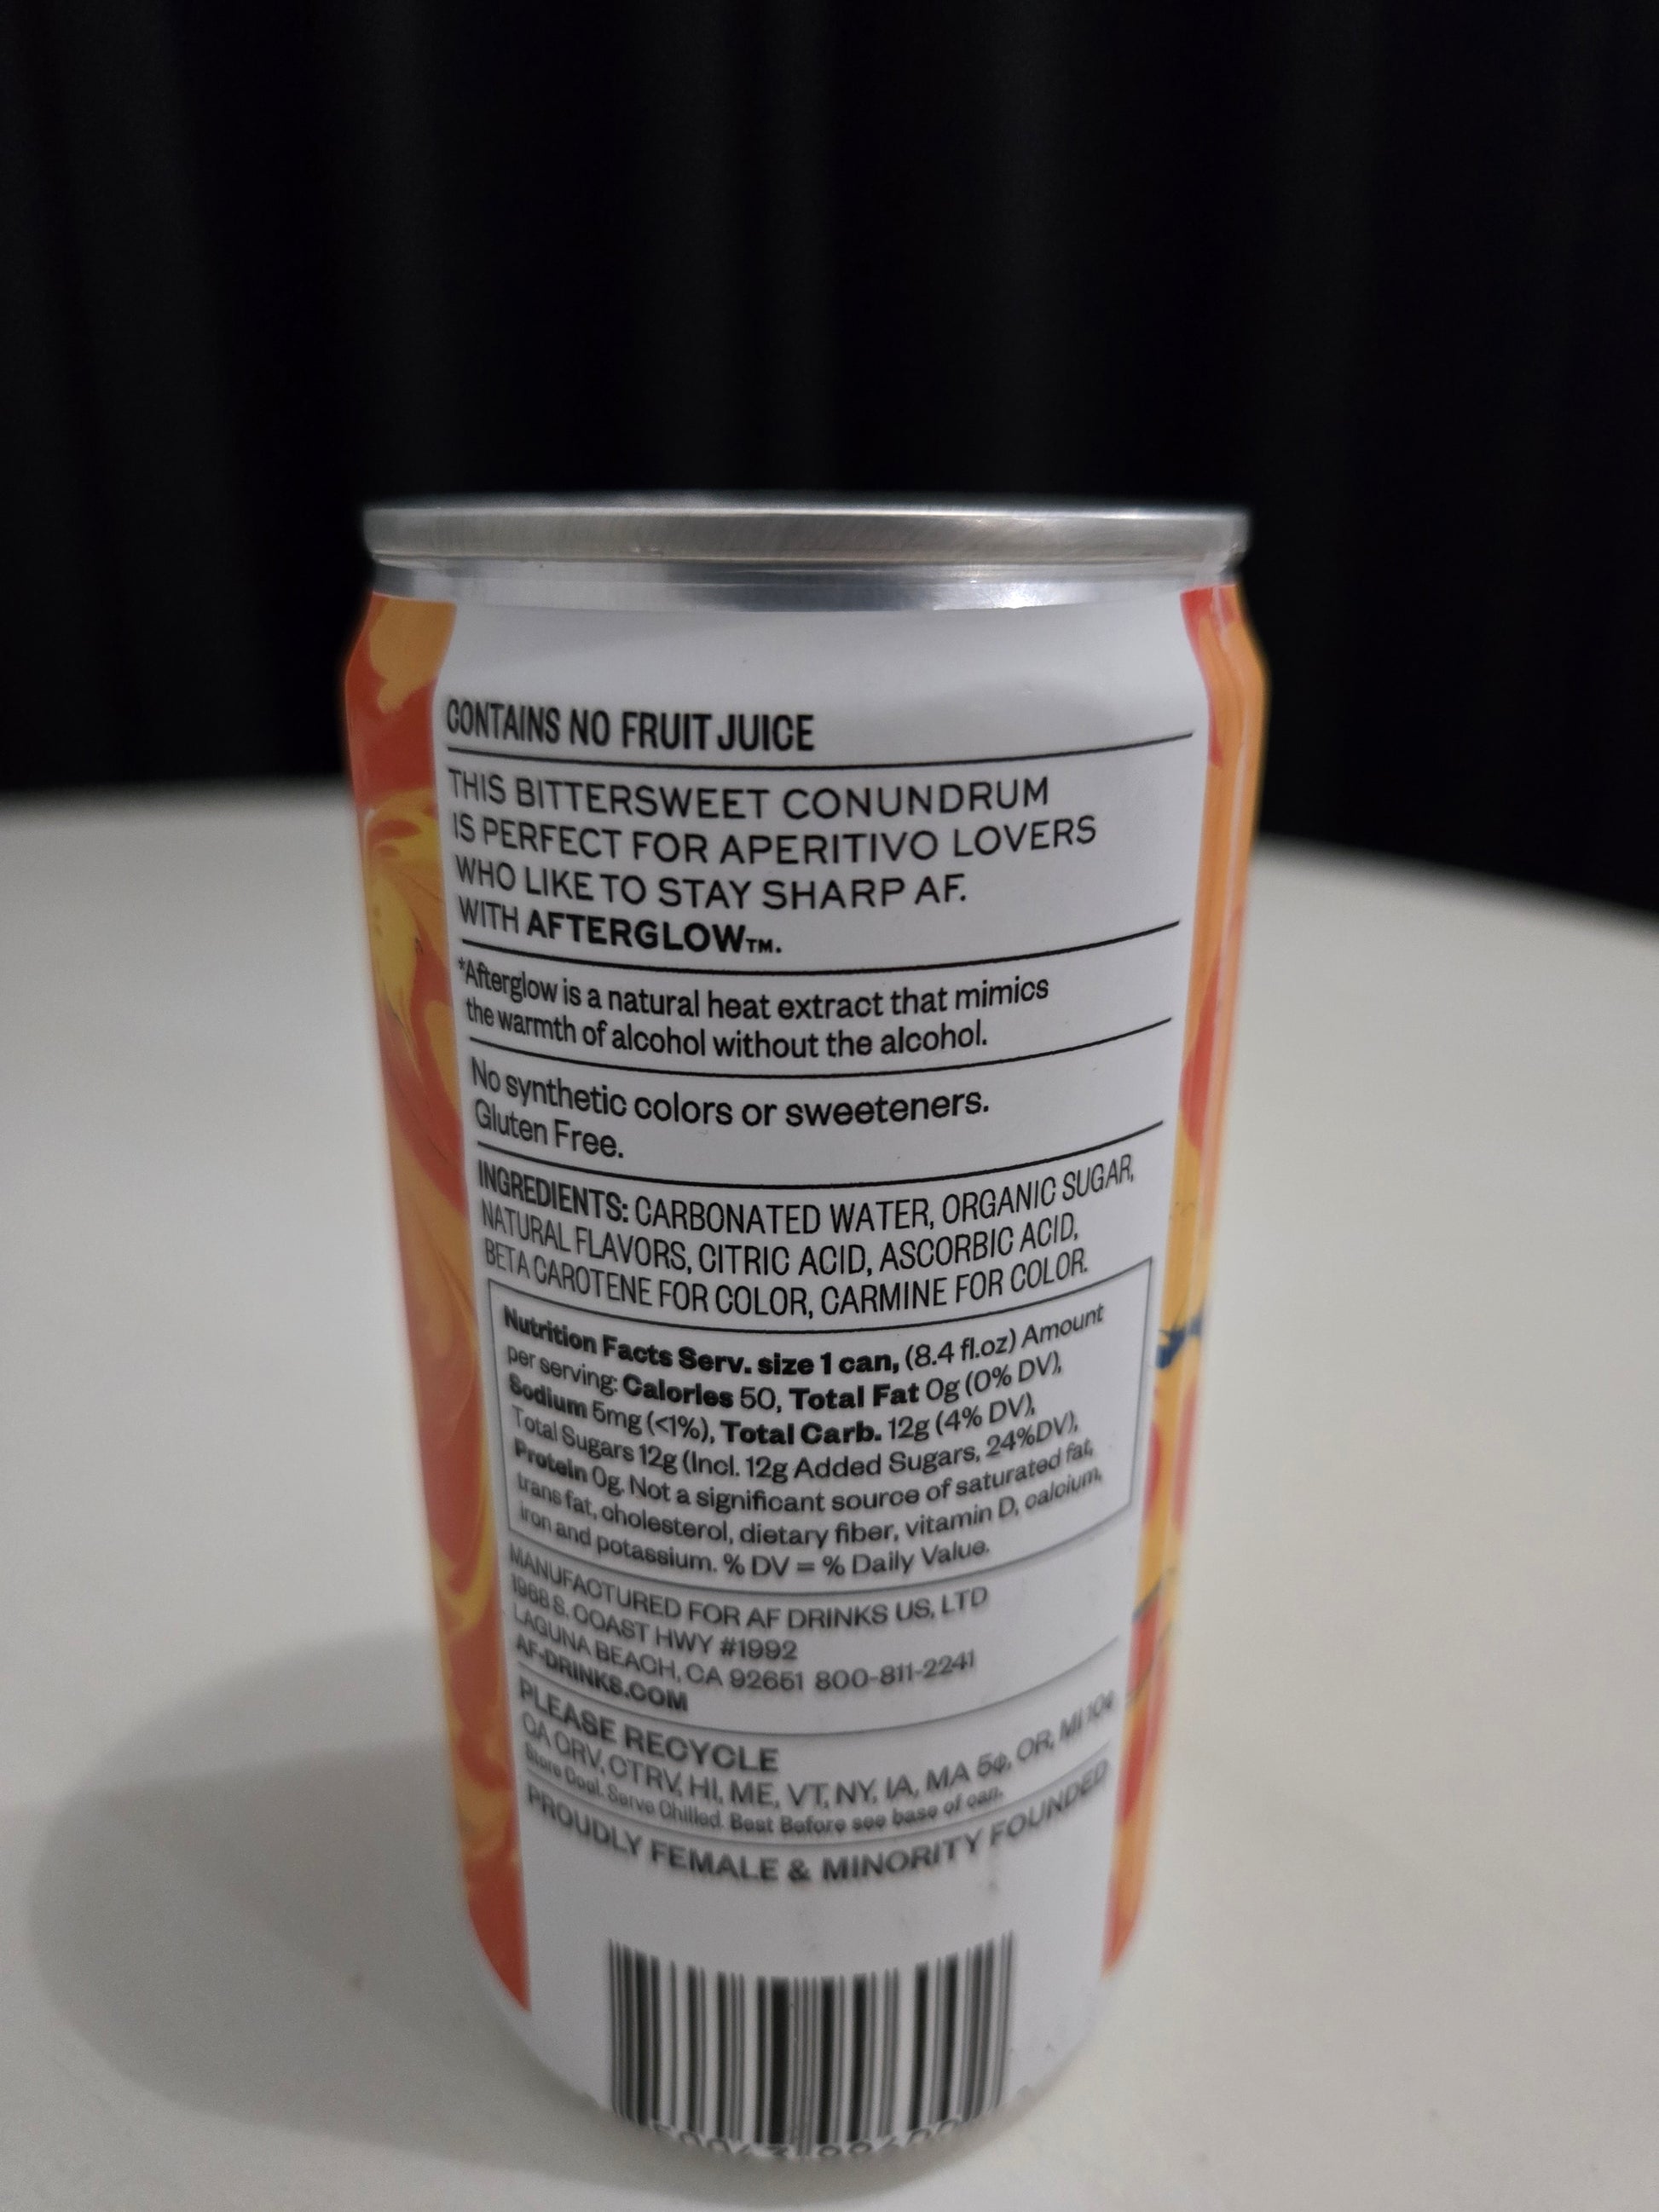 CONTAINS NO FRUIT JUICE
THIS BITTERSWEET CONUNDRUM
IS PERFECT FOR APERITIVO LOVERS
WHO LIKE TO STAY SHARP AF.
WITH AFTERGLOW™.
*Afterglow is a natural heat extract that mimics
the warmth of alcohol without the alcohol.
No synthetic colors or sweeteners.
Gluten Free.
INGREDIENTS: CARBONATED WATER, ORGANIC SUGAR,
NATURAL FLAVORS, CITRIC ACID, ASCORBIC ACID,
BETA CAROTENE FOR COLOR, CARMINE FOR COLOR.
Nutrition Facts Serv. size 1 can, (8.4 fl.oz) Amount
per serving: Calories 50, Total Fat 0g (0% DV),
Sodium 5mg (<1%), Total Carb. 12g (4% DV),
Total Sugars 12g (Incl. 12g Added Sugars, 24%DV),
Protein 0g. Not a significant source of saturated fat,
trans fat, cholesterol, dietary fiber, vitamin D, calcium,
iron and potassium. % DV = % Daily Value.
MANUFACTURED FOR AF DRINKS US, LTD
1968 S. COAST HWY #1992
LAGUNA BEACH, CA 92651 800-811-2241
AF-DRINKS.COM
PLEASE RECYCLE
CA CRV, CTRV, HI, ME, VT, NY, IA, MA 5¢, OR, MI 10¢
Store Cool. Serve Chilled. Best Before see base of can.
PROUDLY FEMALE & MINORITY FOUNDED